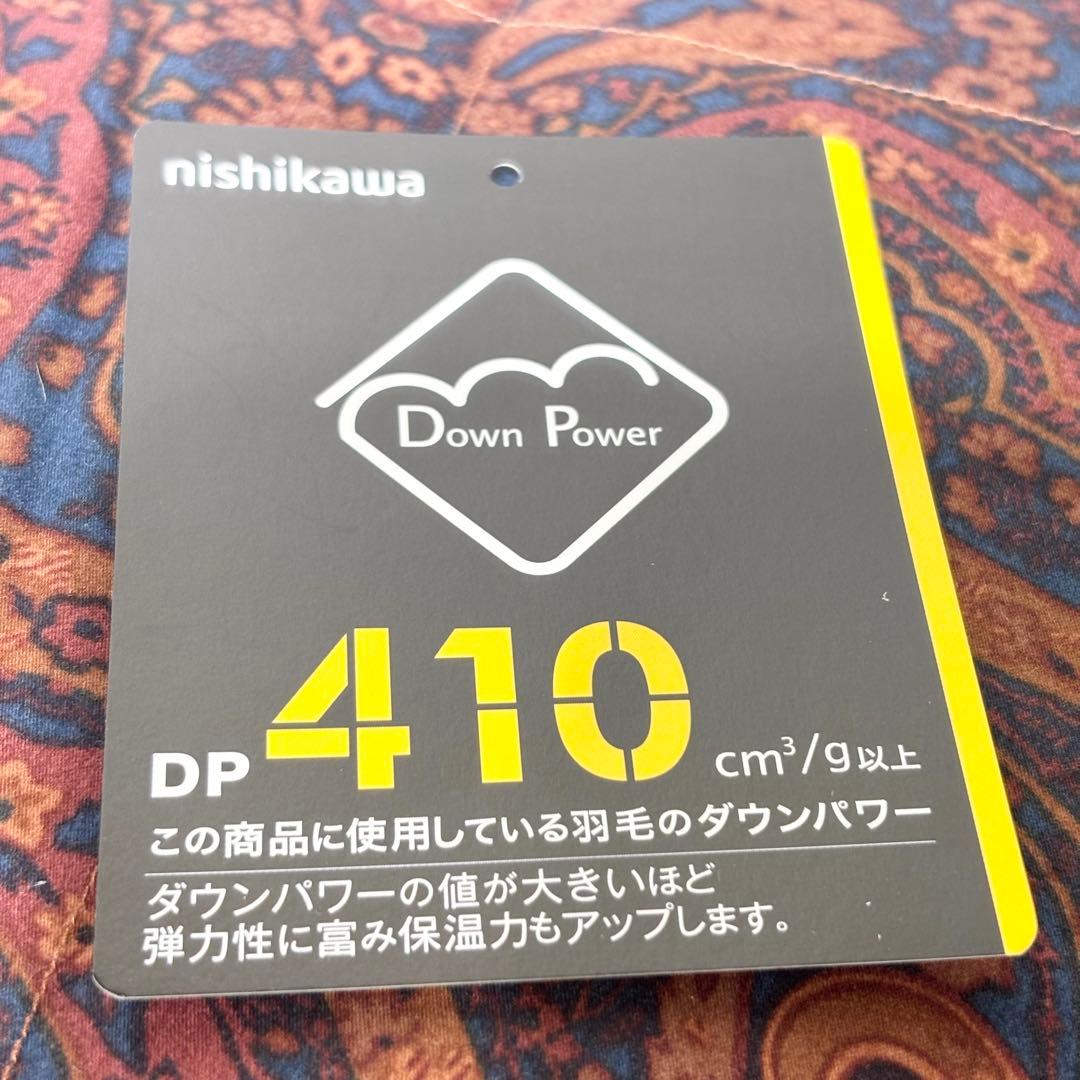 nishikawa
Down Power
DP 410 cm³/g以上
この商品に使用している羽毛のダウンパワー
ダウンパワーの値が大きいほど
弾力性に富み保温力もアップします。